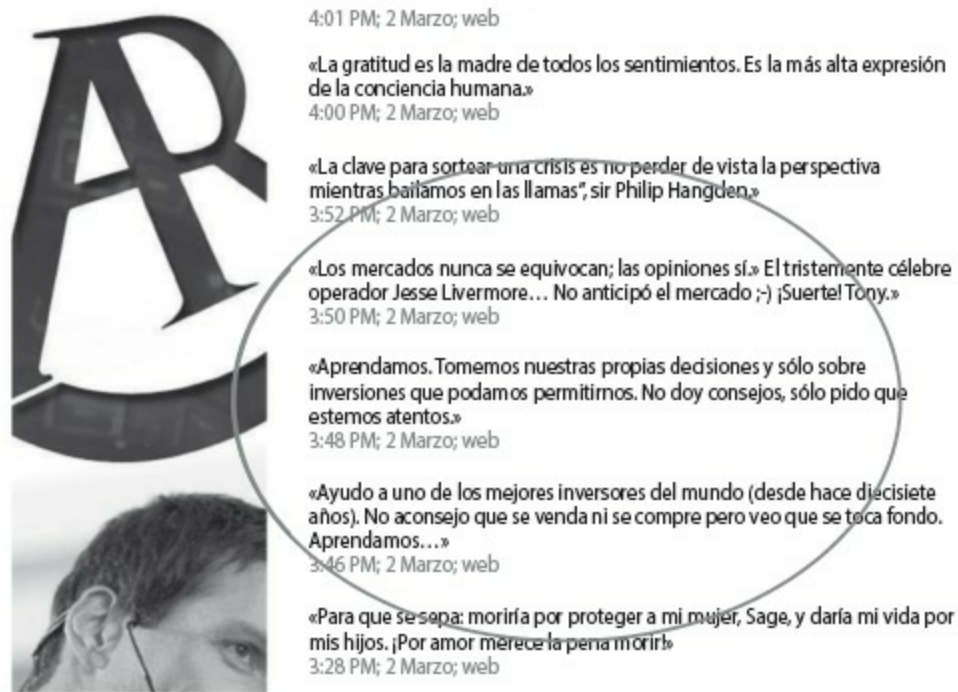 4:01 PM; 2 Marzo; web
«La gratitud es la madre de todos los sentimientos. Es la más alta expresión
de la conciencia humana.»
4:00 PM; 2 Marzo; web
«La clave para sortear una crisis es no perder de vista la perspectiva
mientras bailamos en las llamas”, sir Philip Hangden.»
3:52 PM; 2 Marzo; web
«Los mercados nunca se equivocan; las opiniones sí.» El tristemente célebre
operador Jesse Livermore… No anticipó el mercado ;-) ¡Suerte! Tony.»
3:50 PM; 2 Marzo; web
«Aprendamos. Tomemos nuestras propias decisiones y sólo sobre
inversiones que podamos permitirnos. No doy consejos, sólo pido que
estemos atentos.»
3:48 PM; 2 Marzo; web
«Ayudo a uno de los mejores inversores del mundo (desde hace diecisiete
años). No aconsejo que se venda ni se compre pero veo que se toca fondo.
Aprendamos…»
3:46 PM; 2 Marzo; web
«Para que se sepa: moriría por proteger a mi mujer, Sage, y daría mi vida por
mis hijos. ¡Por amor merece la pena morir!»
3:28 PM; 2 Marzo; web